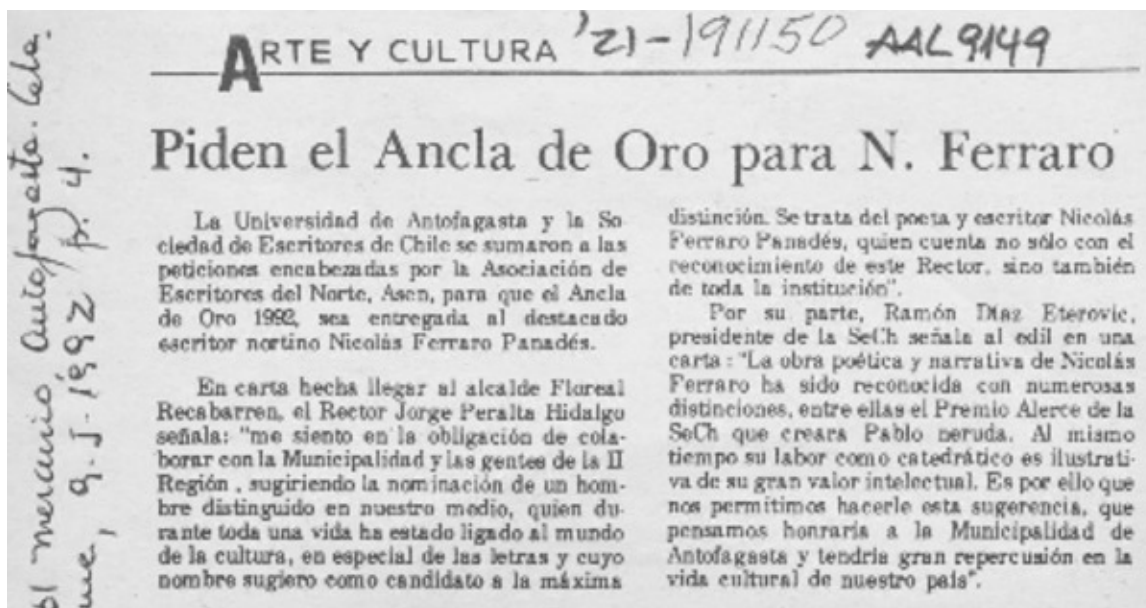 ARTE Y CULTURA '21-191150 AAL9149
Piden el Ancla de Oro para N. Ferraro
La Universidad de Antofagasta y la So-
ciedad de Escritores de Chile se sumaron a las
peticiones encabezadas por la Asociación de
Escritores del Norte, Asen, para que el Ancla
de Oro 1992, sea entregada al destacado
escritor nortino Nicolás Ferraro Panadés.
En carta hecha llegar al alcalde Floreal
Recabarren, el Rector Jorge Peralta Hidalgo
señala: "me siento en la obligación de cola-
borar con la Municipalidad y las gentes de la II
Región , sugiriendo la nominación de un hom-
bre distinguido en nuestro medio, quien du-
rante toda una vida ha estado ligado al mundo
de la cultura, en especial de las letras y cuyo
nombre sugiero como candidato a la máxima
distinción. Se trata del poeta y escritor Nicolás
Ferraro Panadés, quien cuenta no sólo con el
reconocimiento de este Rector, sino también
de toda la institución".
Por su parte, Ramón Díaz Eterovic,
presidente de la SeCh señala al edil en una
carta : "La obra poética y narrativa de Nicolás
Ferraro ha sido reconocida con numerosas
distinciones, entre ellas el Premio Alerce de la
SeCh que creara Pablo neruda. Al mismo
tiempo su labor como catedrático es ilustrati-
va de su gran valor intelectual. Es por ello que
nos permitimos hacerle esta sugerencia, que
pensamos honraría a la Municipalidad de
Antofagasta y tendría gran repercusión en la
vida cultural de nuestro país".
El mercurio, Antofagasta. Chile.
9-I-1992 p. 4.